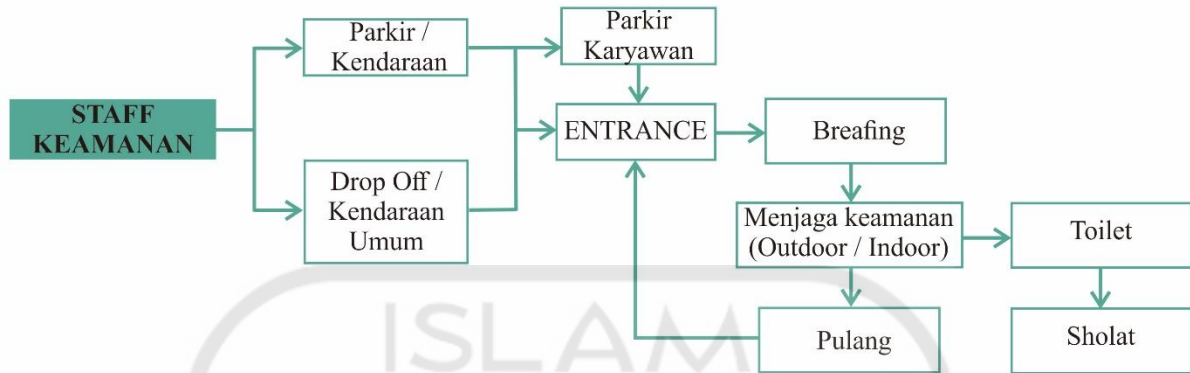 STAFF
KEAMANAN
Parkir /
Kendaraan
Drop Off /
Kendaraan
Umum
Parkir
Karyawan
ENTRANCE
Breafing
Menjaga keamanan
(Outdoor / Indoor)
Toilet
Pulang
Sholat
ISLAM